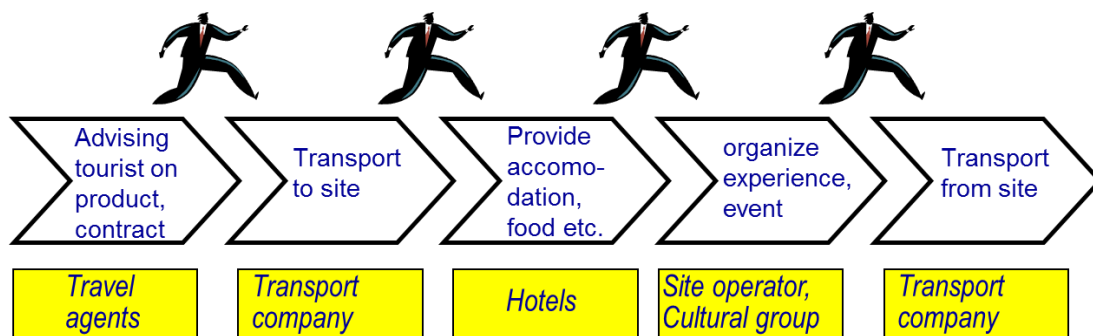 Advising
tourist on
product,
contract
Transport
to site
Provide
accomo-
dation,
food etc.
organize
experience,
event
Transport
from site
Travel
agents
Transport
company
Hotels
Site operator,
Cultural group
Transport
company